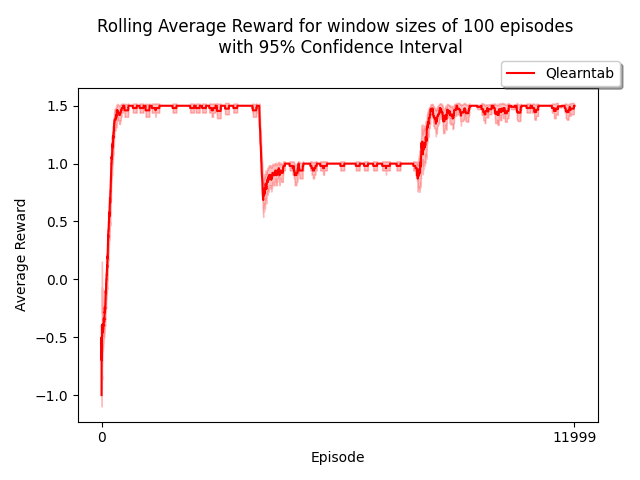 Rolling Average Reward for window sizes of 100 episodes
with 95% Confidence Interval
Qlearntab
1.5
1.0
0.5
0.0
−0.5
−1.0
Average Reward
0
11999
Episode